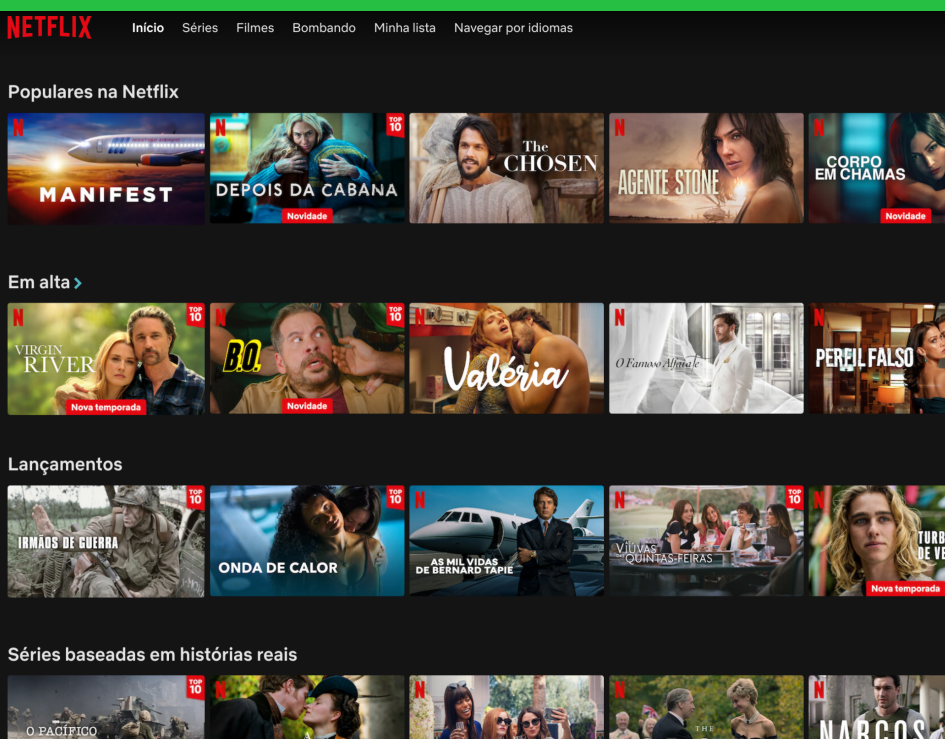 NETFLIX
Início Séries Filmes Bombando Minha lista Navegar por idiomas
Populares na Netflix
N
MANIFEST
N
TOP
10
DEPOIS DA CABANA
Novidade
The
CHOSEN
N
AGENTE STONE
N
CORPO
EM CHAMAS
Novidade
Em alta >
N
TOP
10
VIRGIN
RIVER
Nova temporada
N
TOP
10
B.O.
Novidade
N
Valéria
N
O Famoso Alfaiate
N
PERFIL FALSO
Lançamentos
TOP
10
IRMÃOS DE GUERRA
TOP
10
ONDA DE CALOR
N
AS MIL VIDAS
DE BERNARD TAPIE
N
TOP
10
VIÚVAS
QUINTAS-FEIRAS
N
TURB
DE VE
Nova temporada
Séries baseadas em histórias reais
TOP
10
O PACÍFICO
N
A
N
N
THE
N
NARCOS